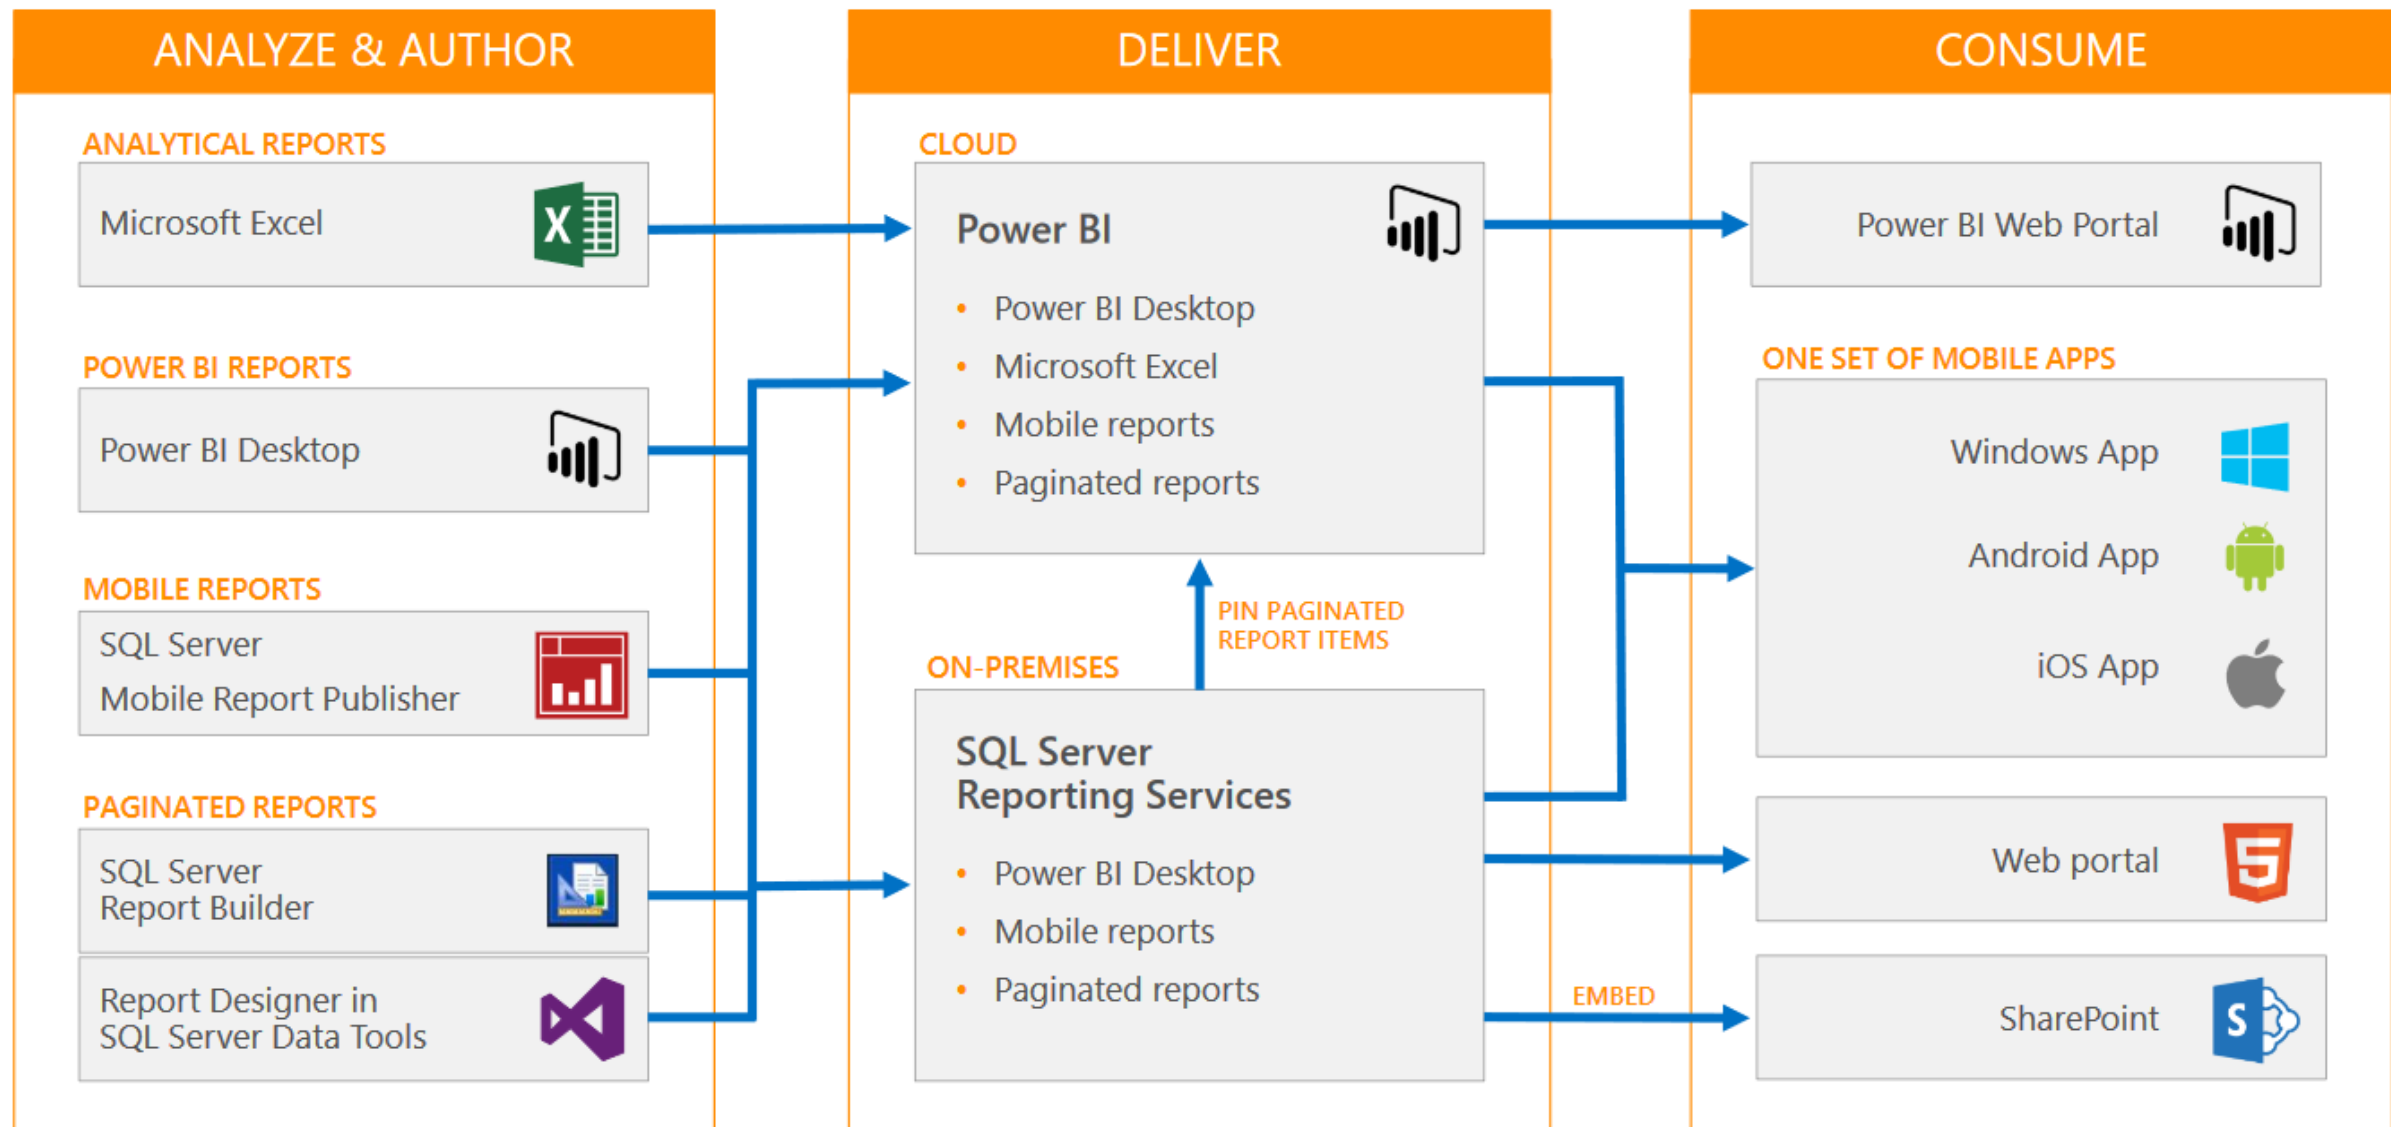 ANALYZE & AUTHOR
ANALYTICAL REPORTS
Microsoft Excel
X
POWER BI REPORTS
Power BI Desktop
MOBILE REPORTS
SQL Server
Mobile Report Publisher
PAGINATED REPORTS
SQL Server
Report Builder
Report Designer in
SQL Server Data Tools
DELIVER
CLOUD
Power BI
• Power BI Desktop
• Microsoft Excel
• Mobile reports
• Paginated reports
PIN PAGINATED
REPORT ITEMS
ON-PREMISES
SQL Server
Reporting Services
• Power BI Desktop
• Mobile reports
• Paginated reports
EMBED
CONSUME
Power BI Web Portal
ONE SET OF MOBILE APPS
Windows App
Android App
iOS App
Web portal
5
SharePoint
S